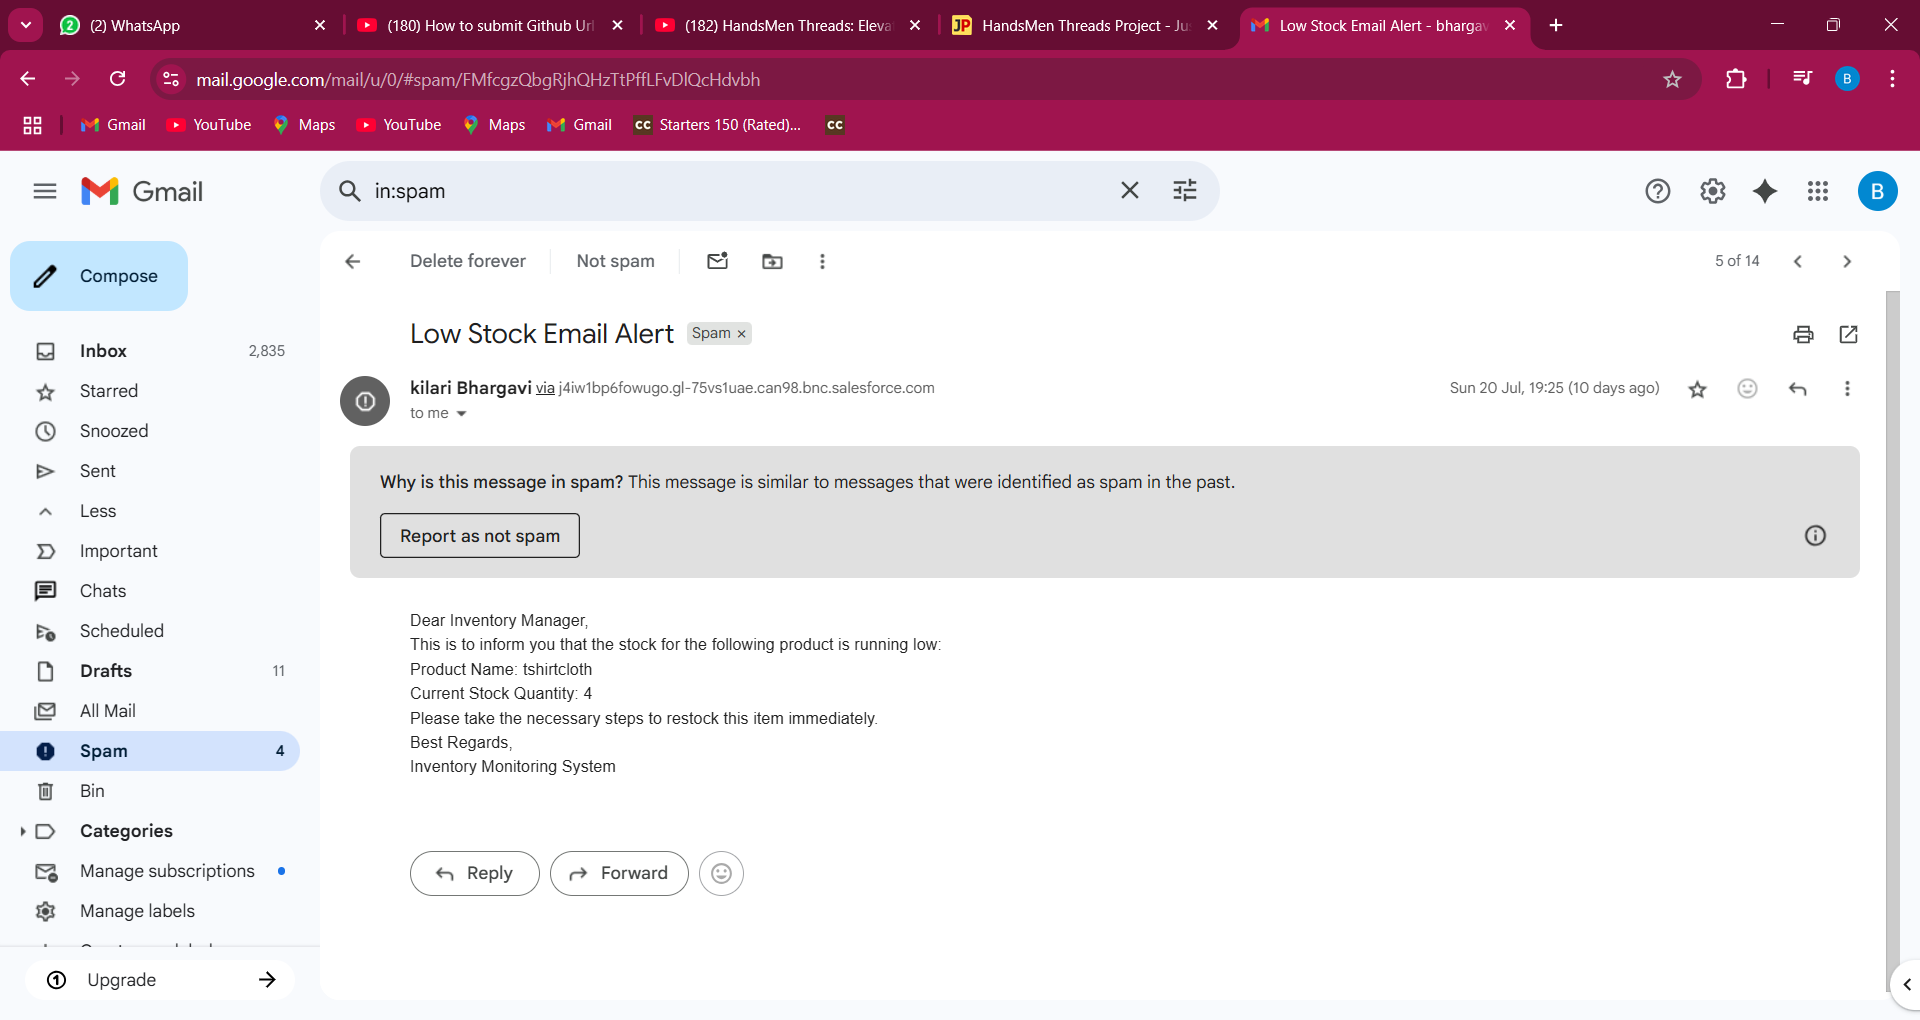 (2) WhatsApp
(180) How to submit Github Url
(182) HandsMen Threads: Eleva
HandsMen Threads Project - Jus
Low Stock Email Alert - bhargav
mail.google.com/mail/u/0/#spam/FMfcgzQbgRjhQHzTtPffLFvDlQcHdvbh
B
Gmail
YouTube
Maps
YouTube
Maps
Gmail
Starters 150 (Rated)...
Gmail
in:spam
B
Compose
Delete forever
Not spam
5 of 14
Low Stock Email Alert
Spam ×
Inbox 2,835
Starred
Snoozed
Sent
Less
Important
Chats
Scheduled
Drafts 11
All Mail
Spam 4
Bin
Categories
Manage subscriptions
Manage labels
Upgrade
kilari Bhargavi via j4iw1bp6fowugo.gl-75vs1uae.can98.bnc.salesforce.com
Sun 20 Jul, 19:25 (10 days ago)
to me
Why is this message in spam? This message is similar to messages that were identified as spam in the past.
Report as not spam
Dear Inventory Manager,
This is to inform you that the stock for the following product is running low:
Product Name: tshirtcloth
Current Stock Quantity: 4
Please take the necessary steps to restock this item immediately.
Best Regards,
Inventory Monitoring System
Reply
Forward